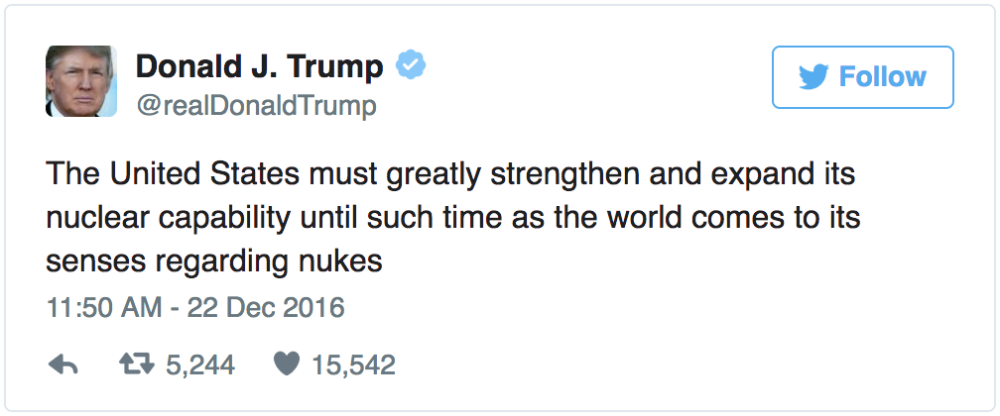 Donald J. Trump
@realDonaldTrump
Follow
The United States must greatly strengthen and expand its
nuclear capability until such time as the world comes to its
senses regarding nukes
11:50 AM - 22 Dec 2016
5,244 15,542